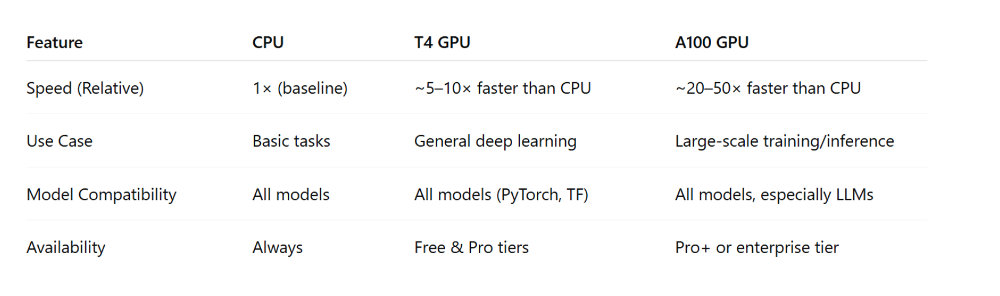 Feature CPU T4 GPU A100 GPU
Speed (Relative) 1× (baseline) ~5–10× faster than CPU ~20–50× faster than CPU
Use Case Basic tasks General deep learning Large-scale training/inference
Model Compatibility All models All models (PyTorch, TF) All models, especially LLMs
Availability Always Free & Pro tiers Pro+ or enterprise tier